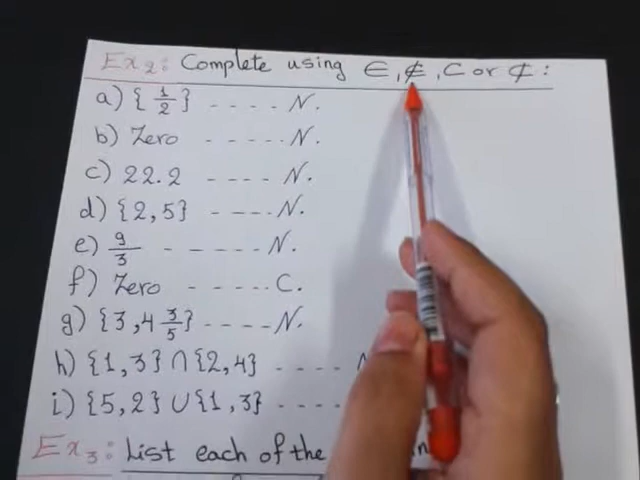 Ex2: Complete using ∈, ∉, ⊂ or ⊄ :
a) { 1/2 } ---- N.
b) Zero ----- N.
c) 22.2 ---- N.
d) {2,5} ---- N.
e) 9/3 ------ N.
f) Zero ----- C.
g) {3,4 3/5} ---- N.
h) {1,3} ∩ {2,4} ----
i) {5,2} ∪ {1,3} ----
Ex3: List each of the